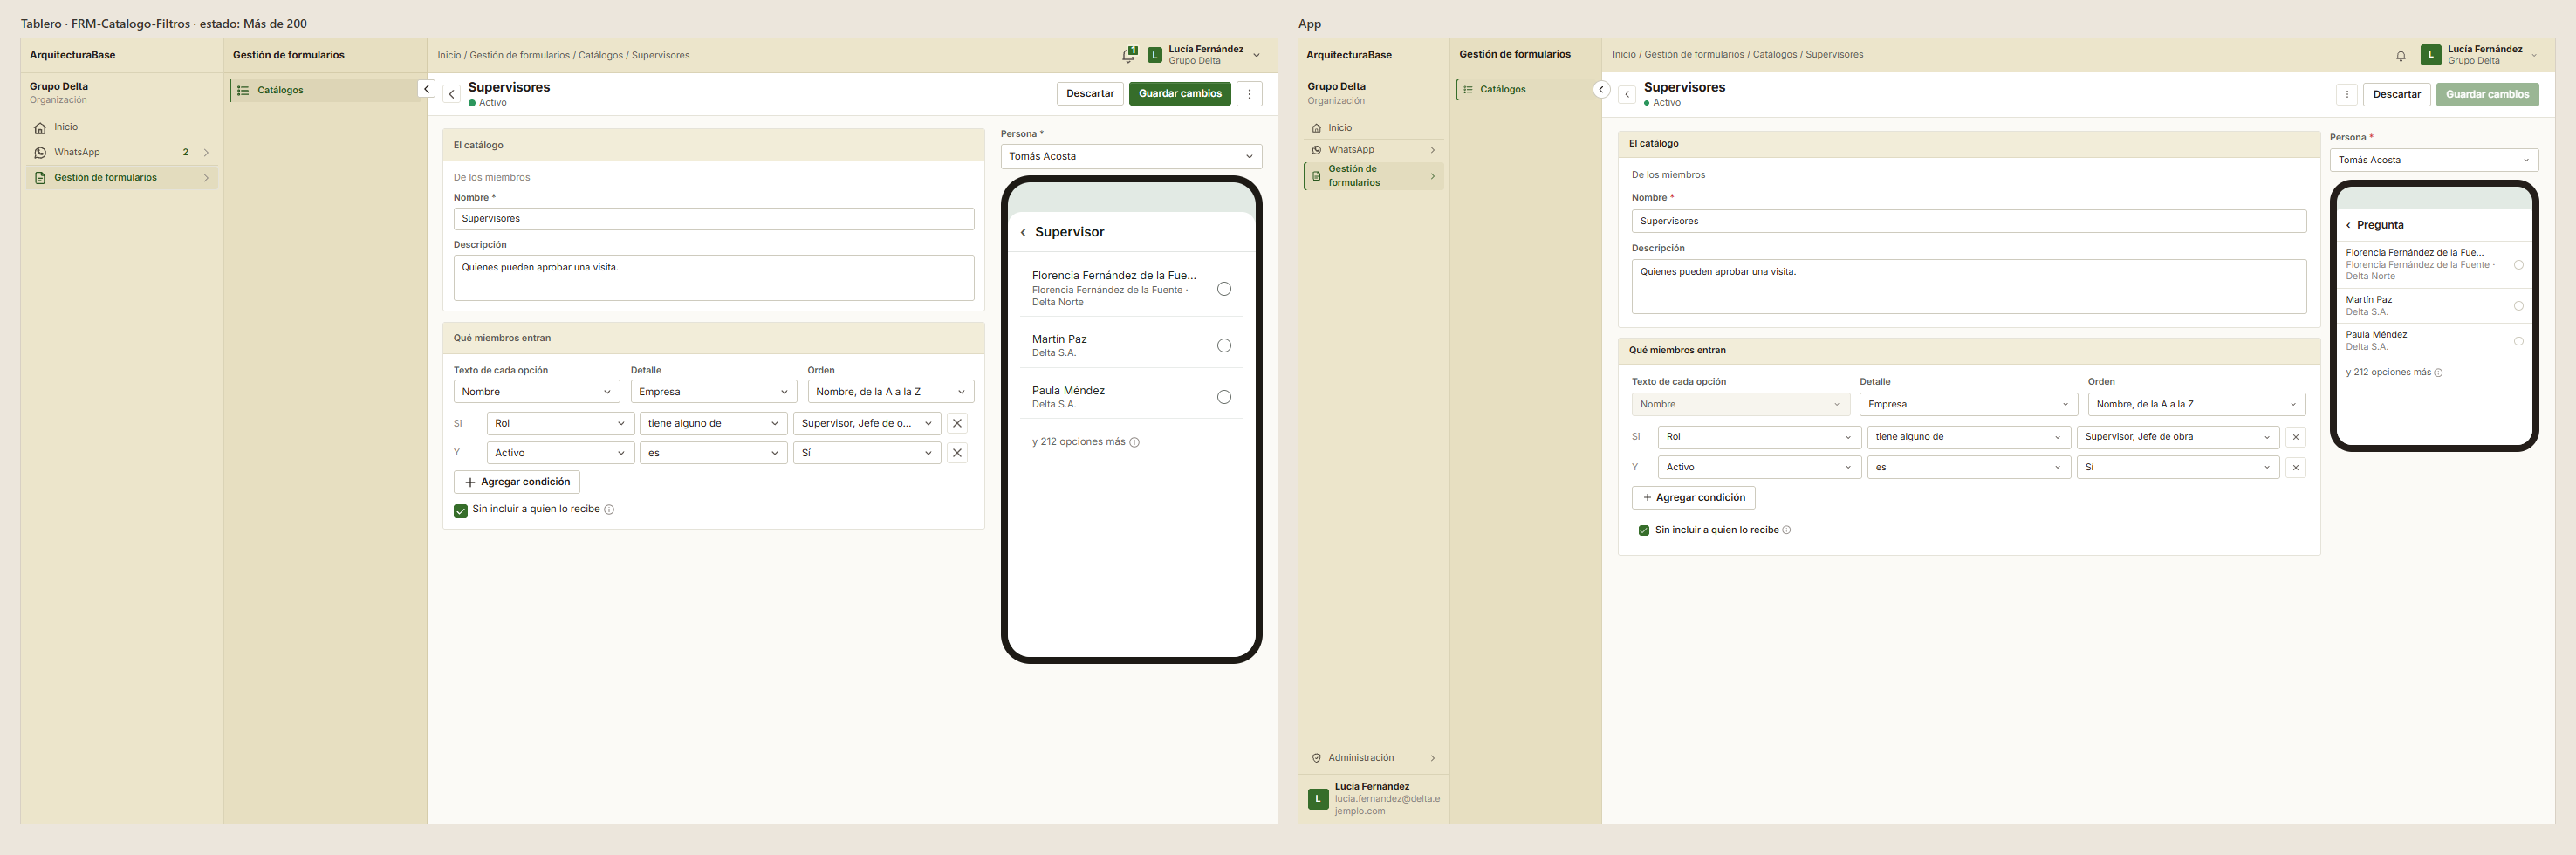 Tablero · FRM-Catalogo-Filtros · estado: Más de 200
ArquitecturaBase
Gestión de formularios
Inicio / Gestión de formularios / Catálogos / Supervisores
1
L
Lucía Fernández
Grupo Delta
Grupo Delta
Organización
Inicio
WhatsApp
2
Gestión de formularios
Catálogos
Supervisores
Activo
Descartar
Guardar cambios
El catálogo
De los miembros
Nombre *
Supervisores
Descripción
Quienes pueden aprobar una visita.
Qué miembros entran
Texto de cada opción
Detalle
Orden
Nombre
Empresa
Nombre, de la A a la Z
Si
Rol
tiene alguno de
Supervisor, Jefe de o...
Y
Activo
es
Sí
Agregar condición
Sin incluir a quien lo recibe
Persona *
Tomás Acosta
Supervisor
Florencia Fernández de la Fue...
Florencia Fernández de la Fuente ·
Delta Norte
Martín Paz
Delta S.A.
Paula Méndez
Delta S.A.
y 212 opciones más
App
ArquitecturaBase
Gestión de formularios
Inicio / Gestión de formularios / Catálogos / Supervisores
L
Lucía Fernández
Grupo Delta
Grupo Delta
Organización
Inicio
WhatsApp
Gestión de
formularios
Catálogos
Supervisores
Activo
Descartar
Guardar cambios
El catálogo
De los miembros
Nombre *
Supervisores
Descripción
Quienes pueden aprobar una visita.
Qué miembros entran
Texto de cada opción
Detalle
Orden
Nombre
Empresa
Nombre, de la A a la Z
Si
Rol
tiene alguno de
Supervisor, Jefe de obra
Y
Activo
es
Sí
Agregar condición
Sin incluir a quien lo recibe
Persona *
Tomás Acosta
Pregunta
Florencia Fernández de la Fue...
Florencia Fernández de la Fuente ·
Delta Norte
Martín Paz
Delta S.A.
Paula Méndez
Delta S.A.
y 212 opciones más
Administración
L
Lucía Fernández
lucia.fernandez@delta.e
jemplo.com